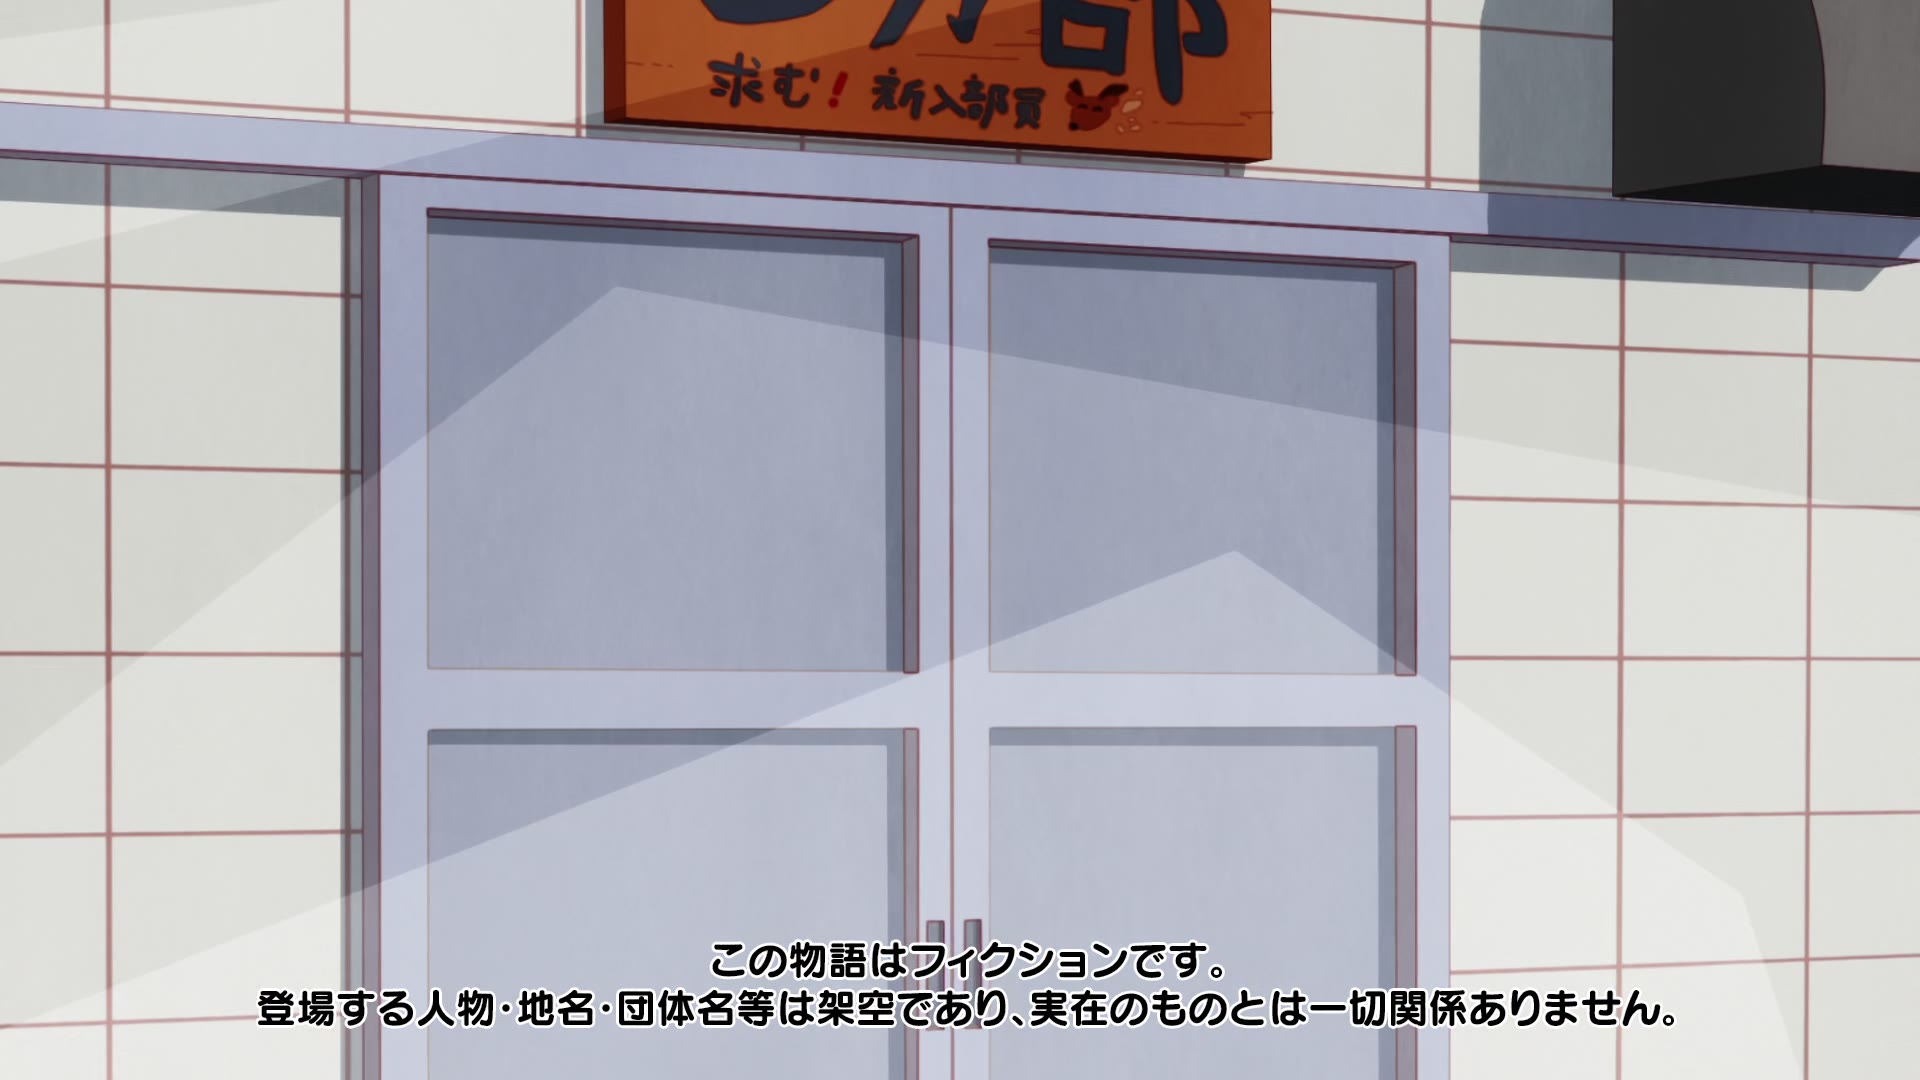 部
求む!新入部員
この物語はフィクションです。
登場する人物・地名・団体名等は架空であり、実在のものとは一切関係ありません。